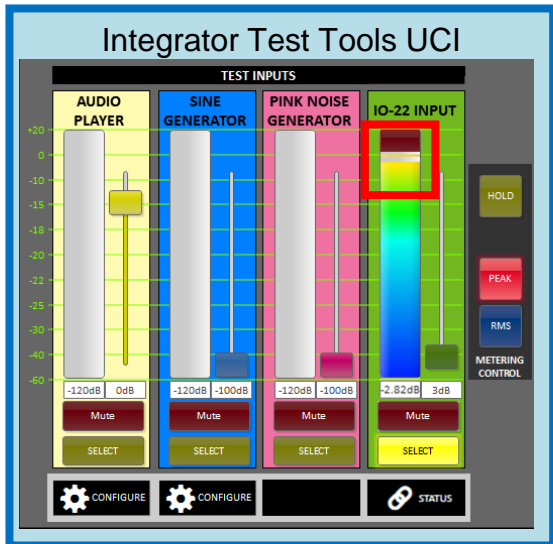 Integrator Test Tools UCI
TEST INPUTS
AUDIO
PLAYER
SINE
GENERATOR
PINK NOISE
GENERATOR
IO-22 INPUT
+20
0
-10
-15
-18
-20
-22
-25
-30
-40
-60
-120dB 0dB
-120dB -100dB
-120dB -100dB
-2.82dB 3dB
Mute
Mute
Mute
Mute
SELECT
SELECT
SELECT
SELECT
CONFIGURE
CONFIGURE
STATUS
HOLD
PEAK
RMS
METERING
CONTROL